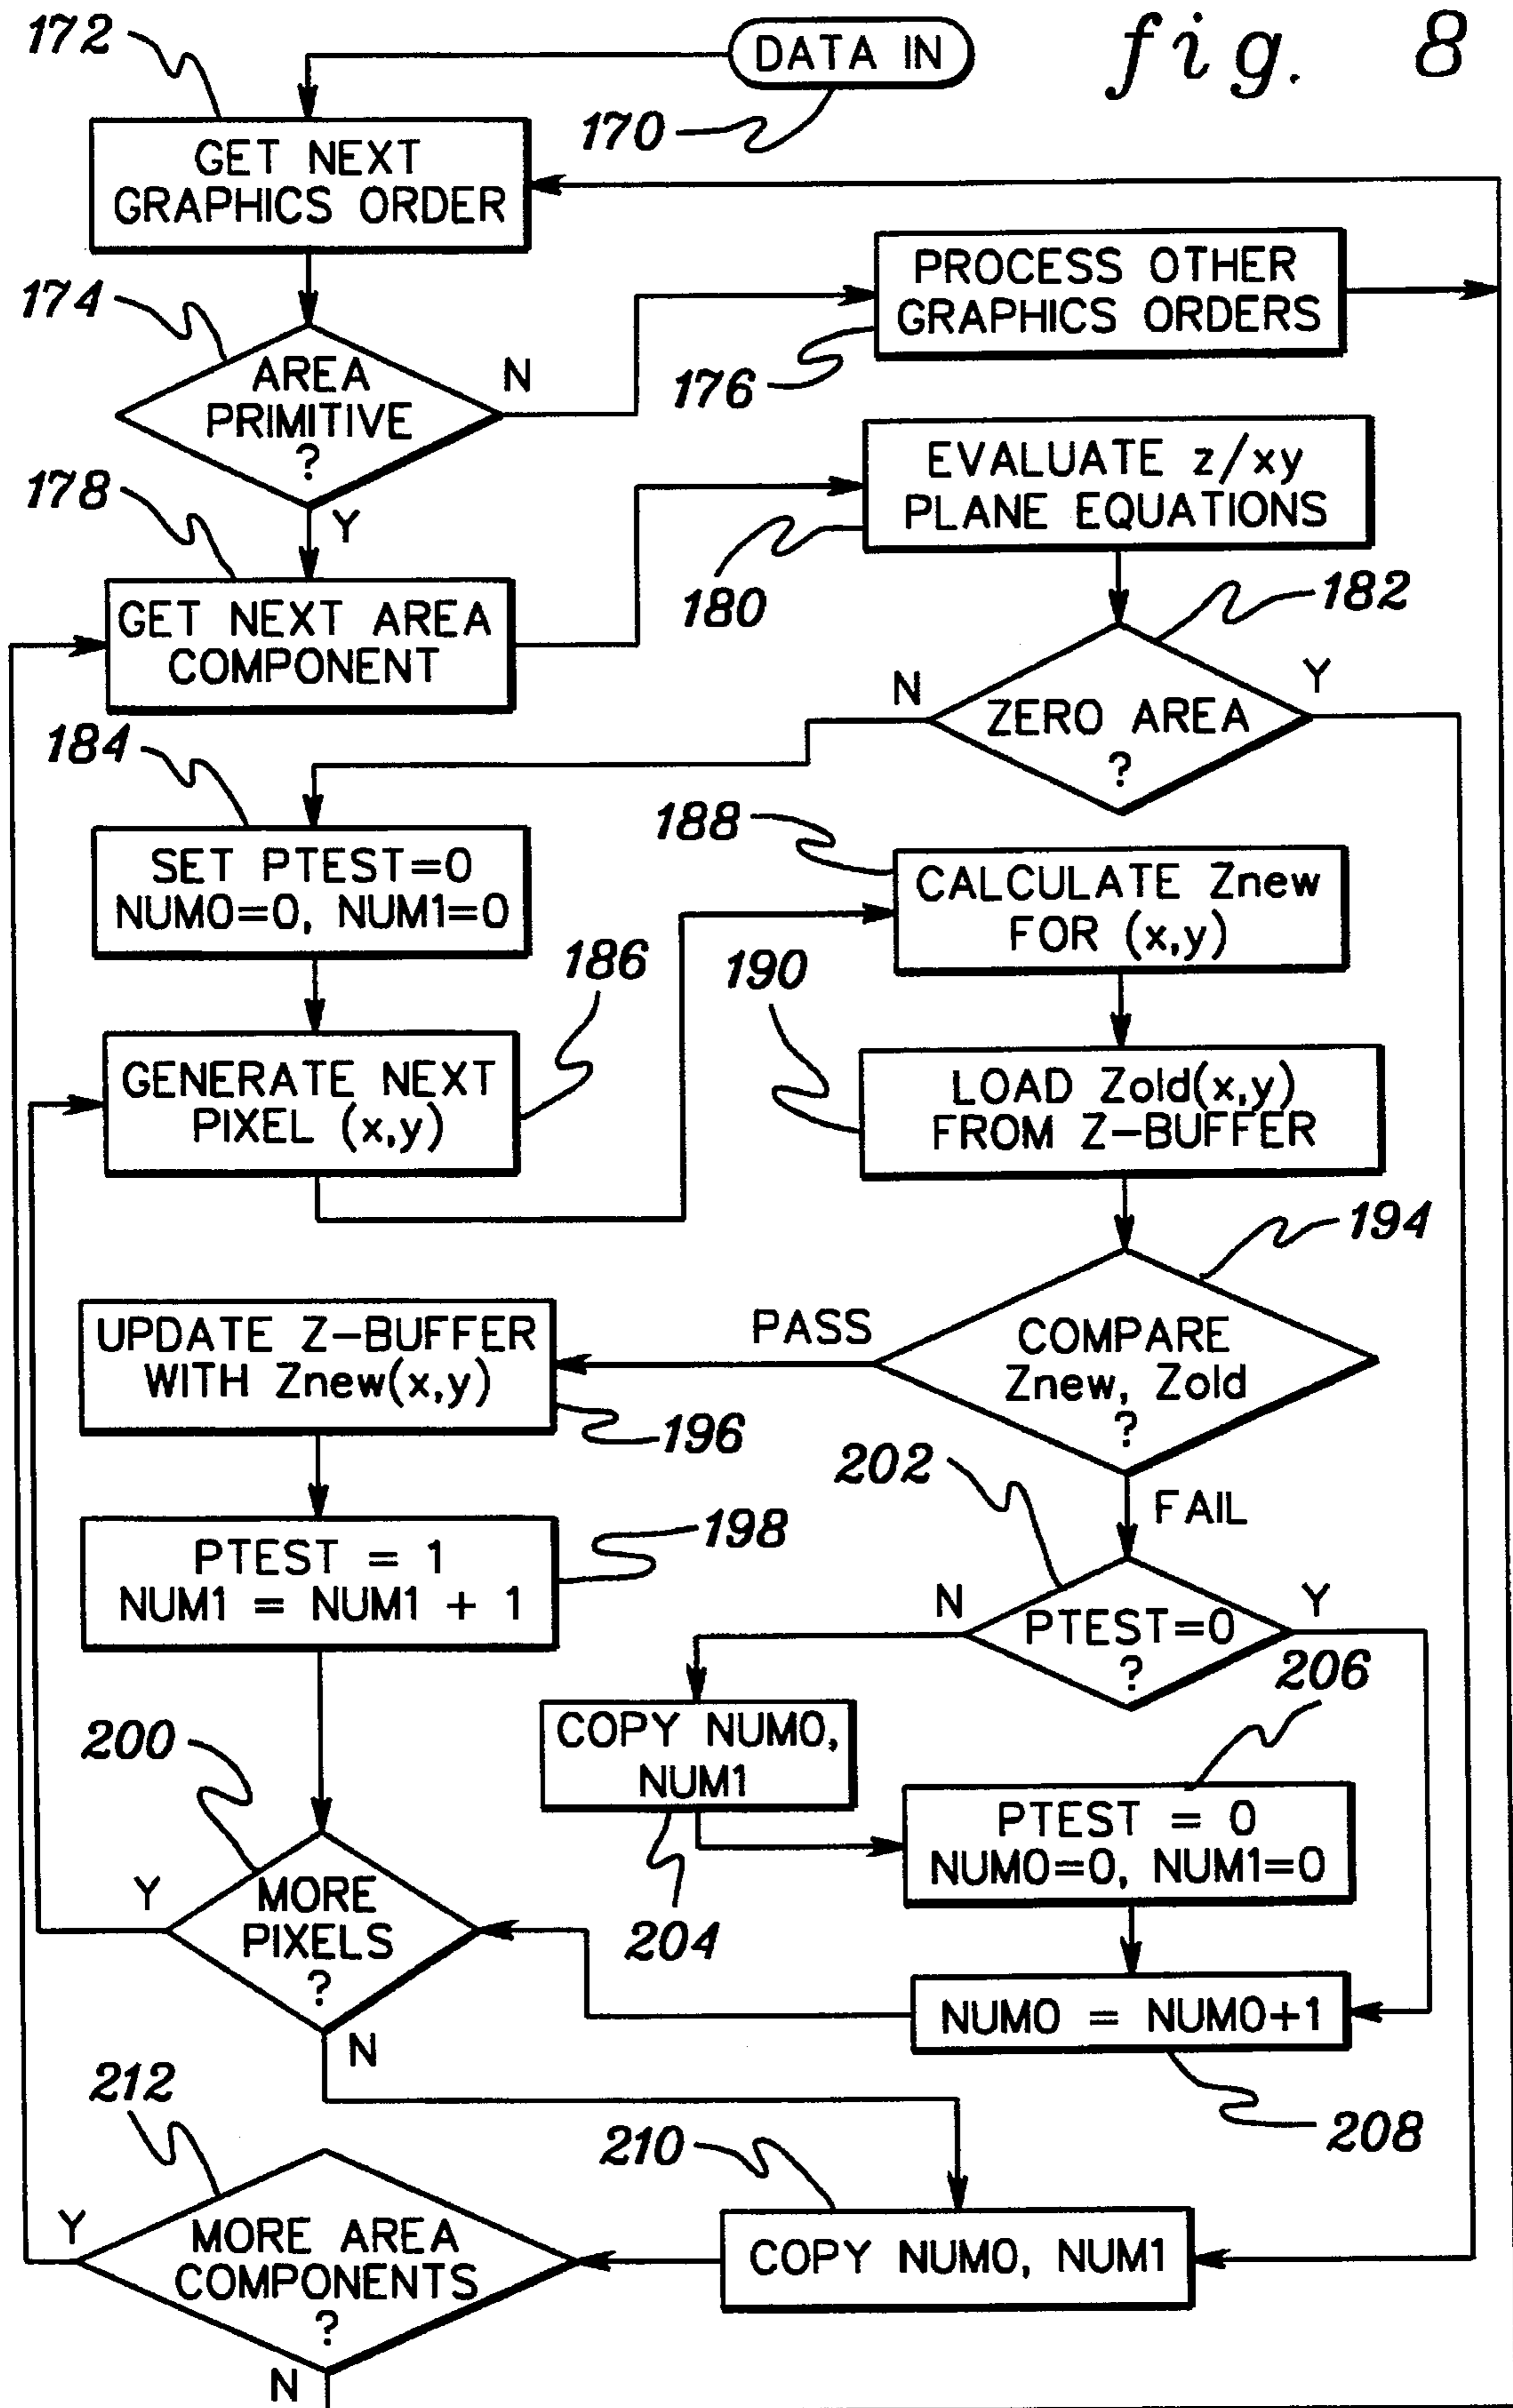 fig. 8
172
DATA IN
170
GET NEXT
GRAPHICS ORDER
174
AREA
PRIMITIVE
?
N
Y
PROCESS OTHER
GRAPHICS ORDERS
176
178
GET NEXT AREA
COMPONENT
EVALUATE z/xy
PLANE EQUATIONS
180
182
ZERO AREA
?
N
Y
184
SET PTEST=0
NUM0=0, NUM1=0
186
GENERATE NEXT
PIXEL (x,y)
188
CALCULATE Znew
FOR (x,y)
190
LOAD Zold(x,y)
FROM Z-BUFFER
194
COMPARE
Znew, Zold
?
PASS
FAIL
UPDATE Z-BUFFER
WITH Znew(x,y)
196
PTEST = 1
NUM1 = NUM1 + 1
198
202
PTEST=0
?
N
Y
COPY NUM0,
NUM1
204
206
PTEST = 0
NUM0=0, NUM1=0
200
MORE
PIXELS
?
Y
N
NUM0 = NUM0+1
208
210
COPY NUM0, NUM1
212
MORE AREA
COMPONENTS
?
Y
N